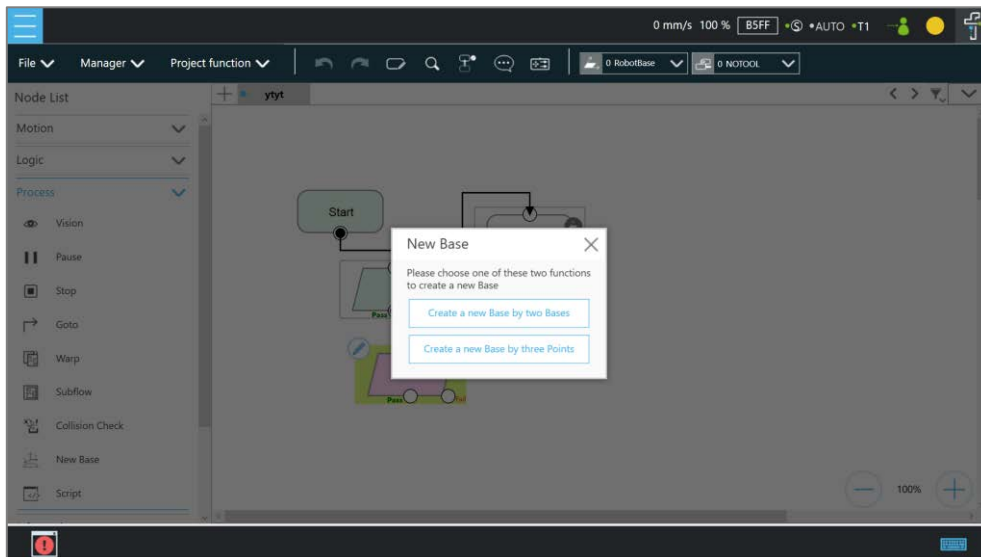 0 mm/s 100 % B5FF S AUTO T1
File Manager Project function 0 RobotBase 0 NOTOOL
Node List
ytyt
Motion
Logic
Process
Vision
Pause
Stop
Goto
Warp
Subflow
Collision Check
New Base
Script
Start
New Base
Please choose one of these two functions
to create a new Base
Create a new Base by two Bases
Create a new Base by three Points
Pass
Pass Fail
100%